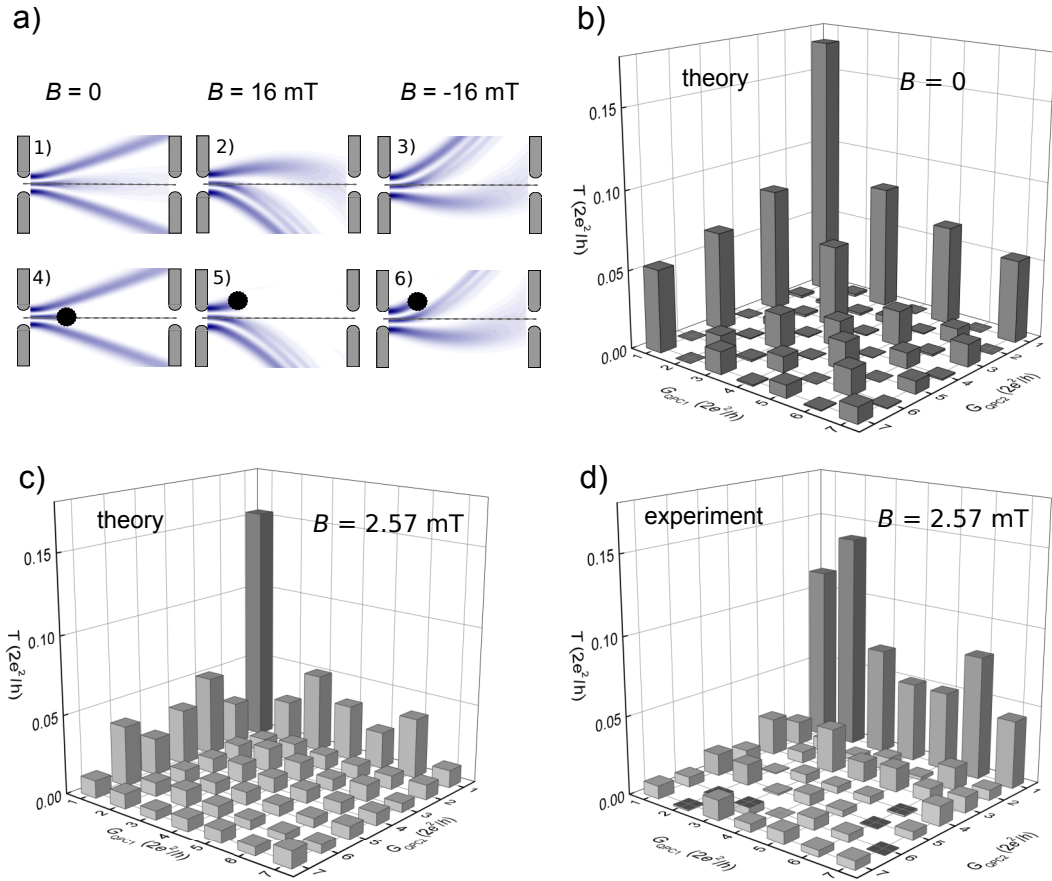 a)
B = 0
B = 16 mT
B = -16 mT
1)
2)
3)
4)
5)
6)
b)
theory
B = 0
T (2e²/h)
0.15
0.10
0.05
0.00
1
2
3
4
5
6
7
G_QPC1 (2e²/h)
7
6
5
4
3
2
1
G_QPC2 (2e²/h)
c)
theory
B = 2.57 mT
T (2e²/h)
0.15
0.10
0.05
0.00
1
2
3
4
5
6
7
G_QPC1 (2e²/h)
7
6
5
4
3
2
1
G_QPC2 (2e²/h)
d)
experiment
B = 2.57 mT
T (2e²/h)
0.15
0.10
0.05
0.00
1
2
3
4
5
6
7
G_QPC1 (2e²/h)
7
6
5
4
3
2
1
G_QPC2 (2e²/h)